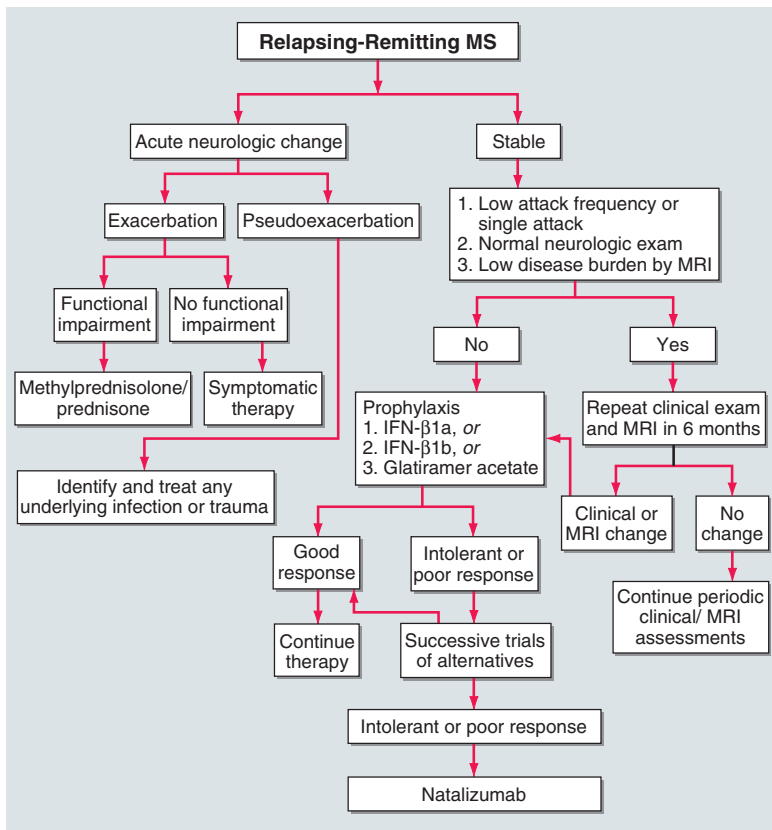 Relapsing-Remitting MS
Acute neurologic change
Stable
Exacerbation
Pseudoexacerbation
1. Low attack frequency or
single attack
2. Normal neurologic exam
3. Low disease burden by MRI
Functional
impairment
No functional
impairment
No
Yes
Methylprednisolone/
prednisone
Symptomatic
therapy
Prophylaxis
1. IFN-β1a, or
2. IFN-β1b, or
3. Glatiramer acetate
Repeat clinical exam
and MRI in 6 months
Identify and treat any
underlying infection or trauma
Clinical or
MRI change
No
change
Good
response
Intolerant or
poor response
Continue periodic
clinical/ MRI
assessments
Continue
therapy
Successive trials
of alternatives
Intolerant or poor response
Natalizumab